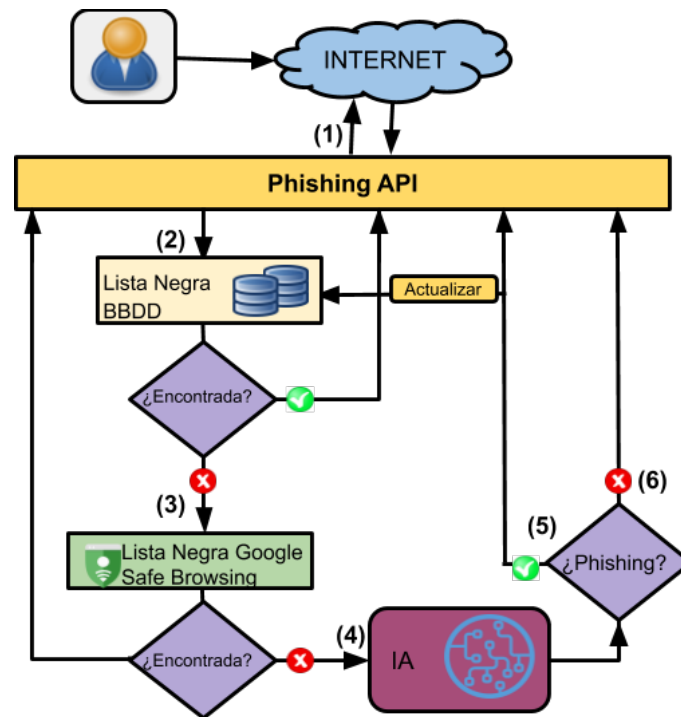 INTERNET
(1)
Phishing API
(2)
Lista Negra
BBDD
Actualizar
¿Encontrada?
(3)
(6)
(5)
Lista Negra Google
Safe Browsing
¿Phishing?
(4)
¿Encontrada?
IA